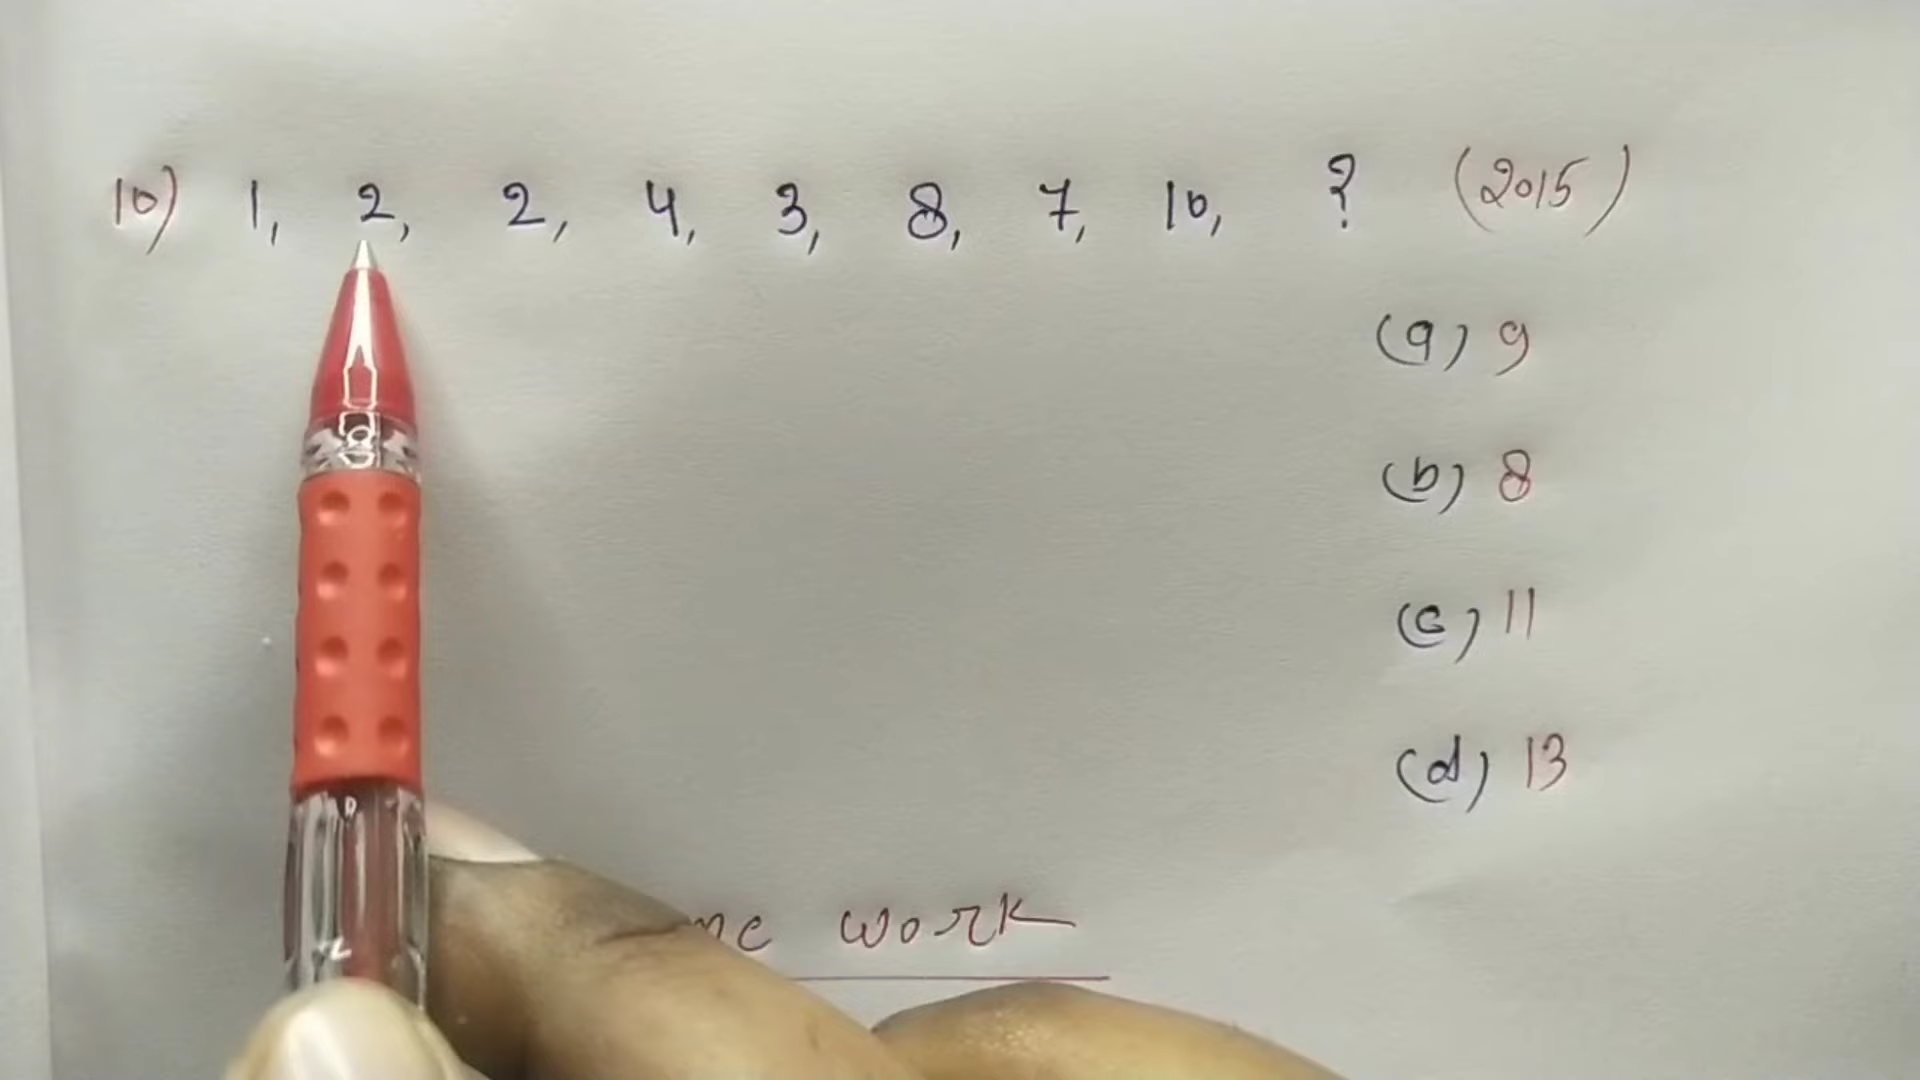 10) 1, 2, 2, 4, 3, 8, 7, 10, ? (2015)
(a) 9
(b) 8
(c) 11
(d) 13
work